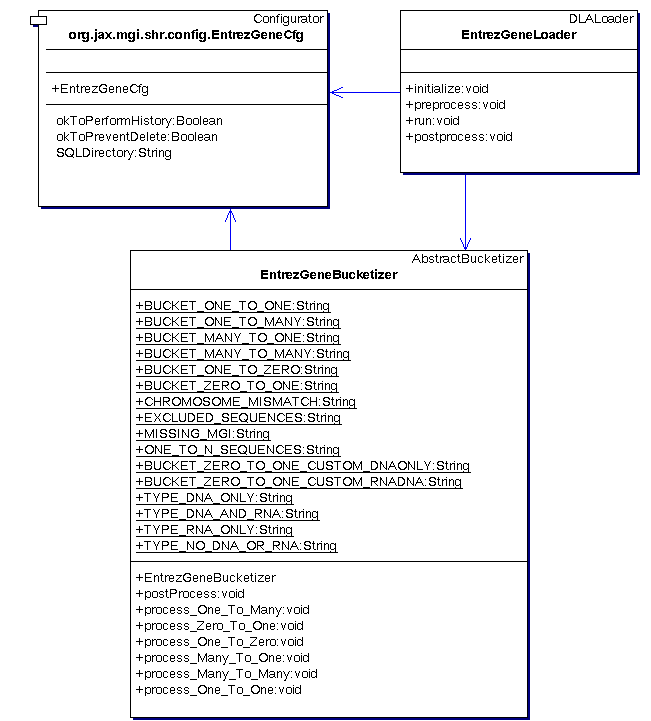 Configurator
org.jax.mgi.shr.config.EntrezGeneCfg
+EntrezGeneCfg
okToPerformHistory:Boolean
okToPreventDelete:Boolean
SQLDirectory:String
DLALoader
EntrezGeneLoader
+initialize:void
+preprocess:void
+run:void
+postprocess:void
AbstractBucketizer
EntrezGeneBucketizer
+BUCKET_ONE_TO_ONE:String
+BUCKET_ONE_TO_MANY:String
+BUCKET_MANY_TO_ONE:String
+BUCKET_MANY_TO_MANY:String
+BUCKET_ONE_TO_ZERO:String
+BUCKET_ZERO_TO_ONE:String
+CHROMOSOME_MISMATCH:String
+EXCLUDED_SEQUENCES:String
+MISSING_MGI:String
+ONE_TO_N_SEQUENCES:String
+BUCKET_ZERO_TO_ONE_CUSTOM_DNAONLY:String
+BUCKET_ZERO_TO_ONE_CUSTOM_RNADNA:String
+TYPE_DNA_ONLY:String
+TYPE_DNA_AND_RNA:String
+TYPE_RNA_ONLY:String
+TYPE_NO_DNA_OR_RNA:String
+EntrezGeneBucketizer
+postProcess:void
+process_One_To_Many:void
+process_Zero_To_One:void
+process_One_To_Zero:void
+process_Many_To_One:void
+process_Many_To_Many:void
+process_One_To_One:void